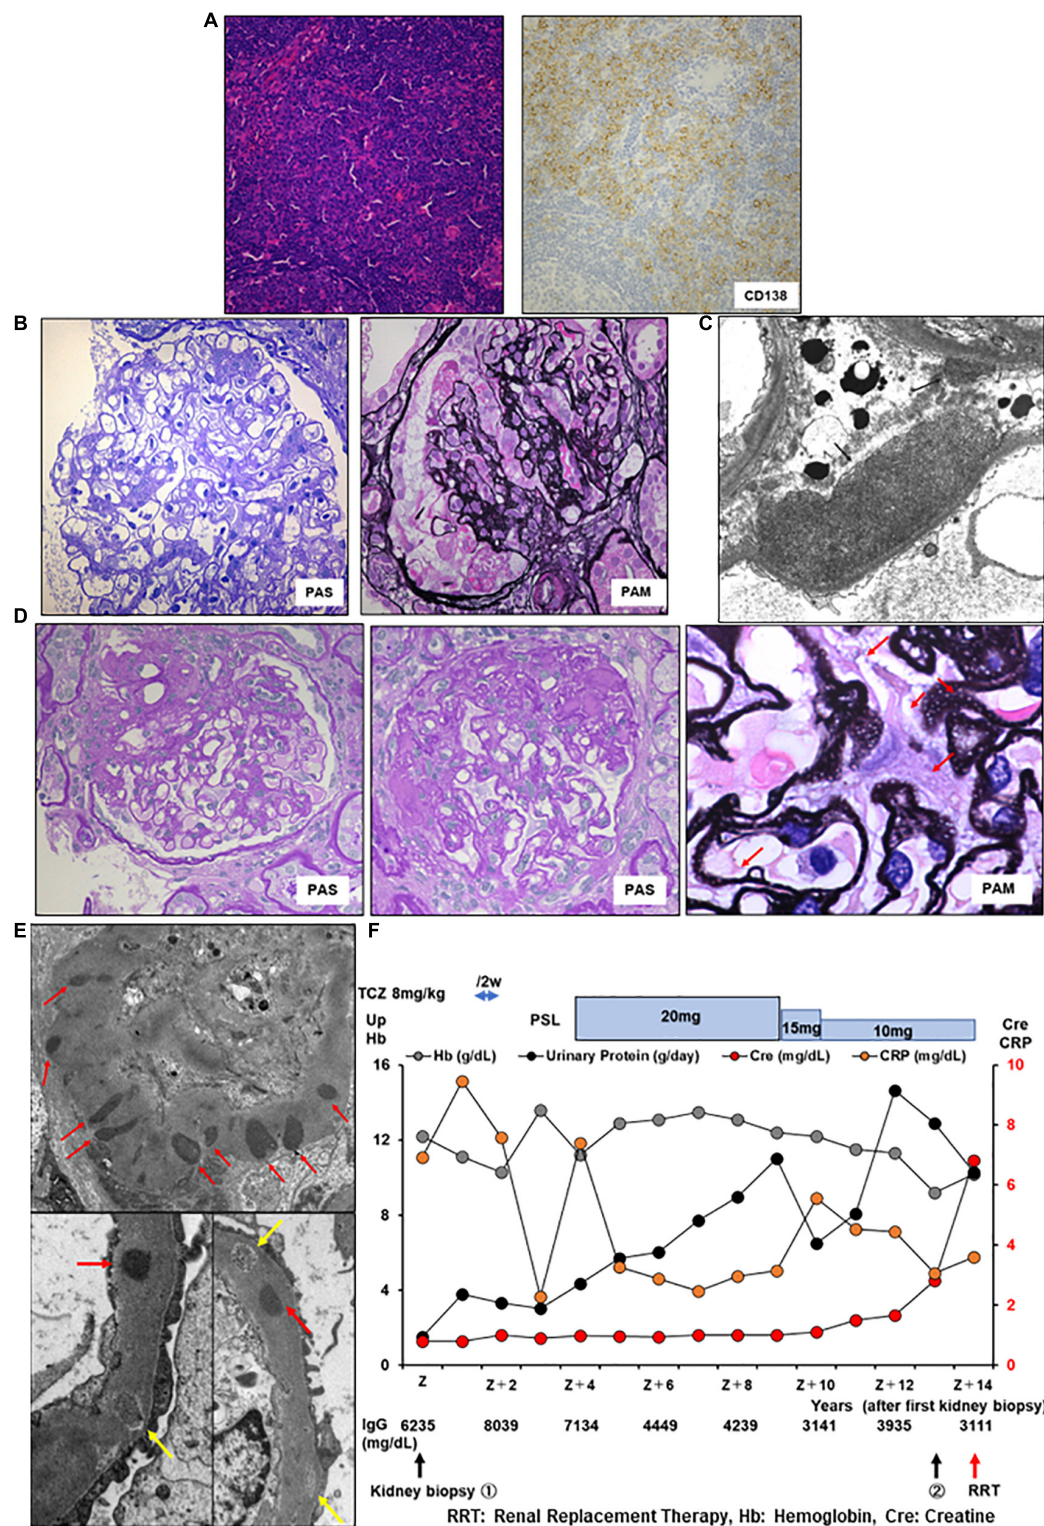 A
CD138
B
PAS
PAM
C
D
PAS
PAS
PAM
E
F
/2w
TCZ 8mg/kg
Up
Hb
PSL
20mg
15mg
10mg
Cre
CRP
Hb (g/dL)
Urinary Protein (g/day)
Cre (mg/dL)
CRP (mg/dL)
16
12
8
4
0
10
8
6
4
2
0
Z
Z+2
Z+4
Z+6
Z+8
Z+10
Z+12
Z+14
Years (after first kidney biopsy)
IgG 6235 8039 7134 4449 4239 3141 3935 3111
(mg/dL)
Kidney biopsy ① ② RRT
RRT: Renal Replacement Therapy, Hb: Hemoglobin, Cre: Creatine